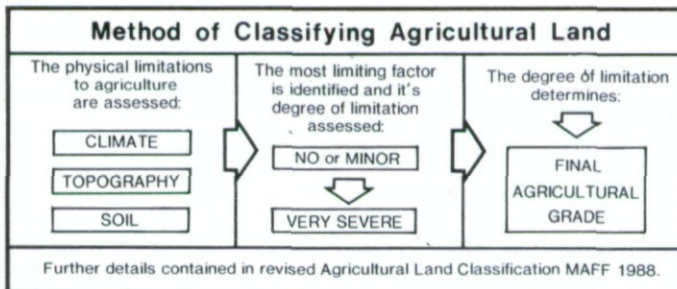 Method of Classifying Agricultural Land
The physical limitations
to agriculture
are assessed:
CLIMATE
TOPOGRAPHY
SOIL
The most limiting factor
is identified and it's
degree of limitation
assessed:
NO or MINOR
VERY SEVERE
The degree of limitation
determines:
FINAL
AGRICULTURAL
GRADE
Further details contained in revised Agricultural Land Classification MAFF 1988.